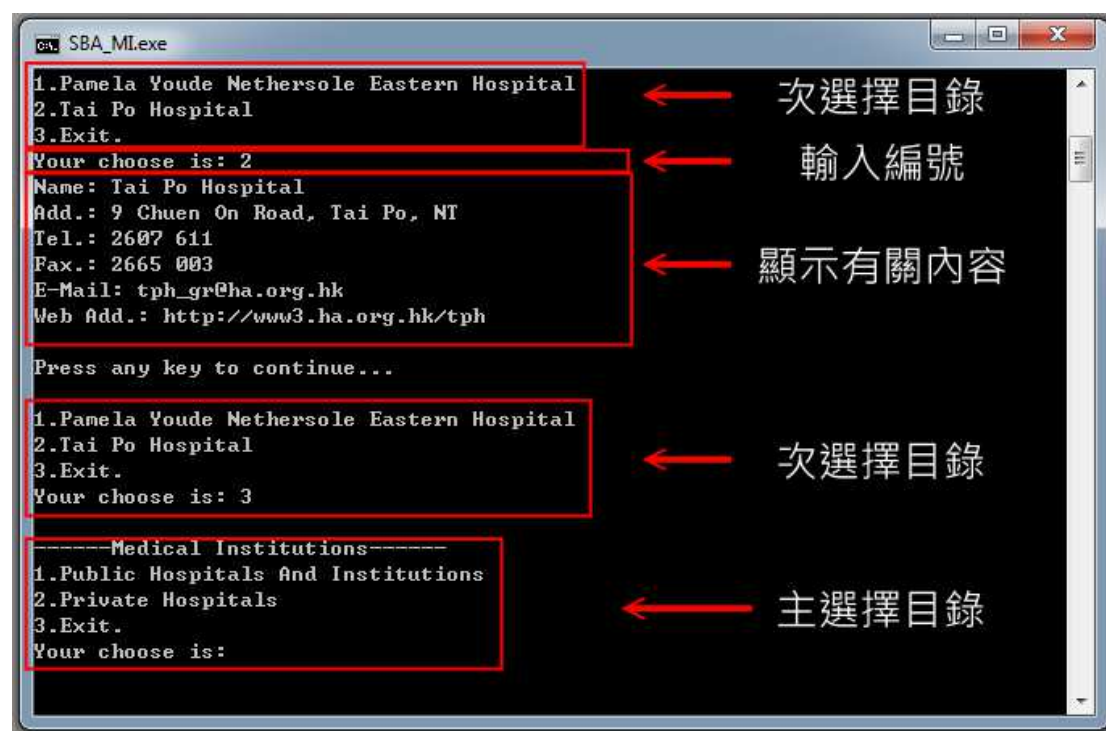 SBA_MI.exe
1.Pamela Youde Nethersole Eastern Hospital
2.Tai Po Hospital
3.Exit.
次選擇目錄
Your choose is: 2
輸入編號
Name: Tai Po Hospital
Add.: 9 Chuen On Road, Tai Po, NT
Tel.: 2607 611
Fax.: 2665 003
E-Mail: tph_gr@ha.org.hk
Web Add.: http://www3.ha.org.hk/tph
顯示有關內容
Press any key to continue...
1.Pamela Youde Nethersole Eastern Hospital
2.Tai Po Hospital
3.Exit.
Your choose is: 3
次選擇目錄
------Medical Institutions------
1.Public Hospitals And Institutions
2.Private Hospitals
3.Exit.
Your choose is:
主選擇目錄